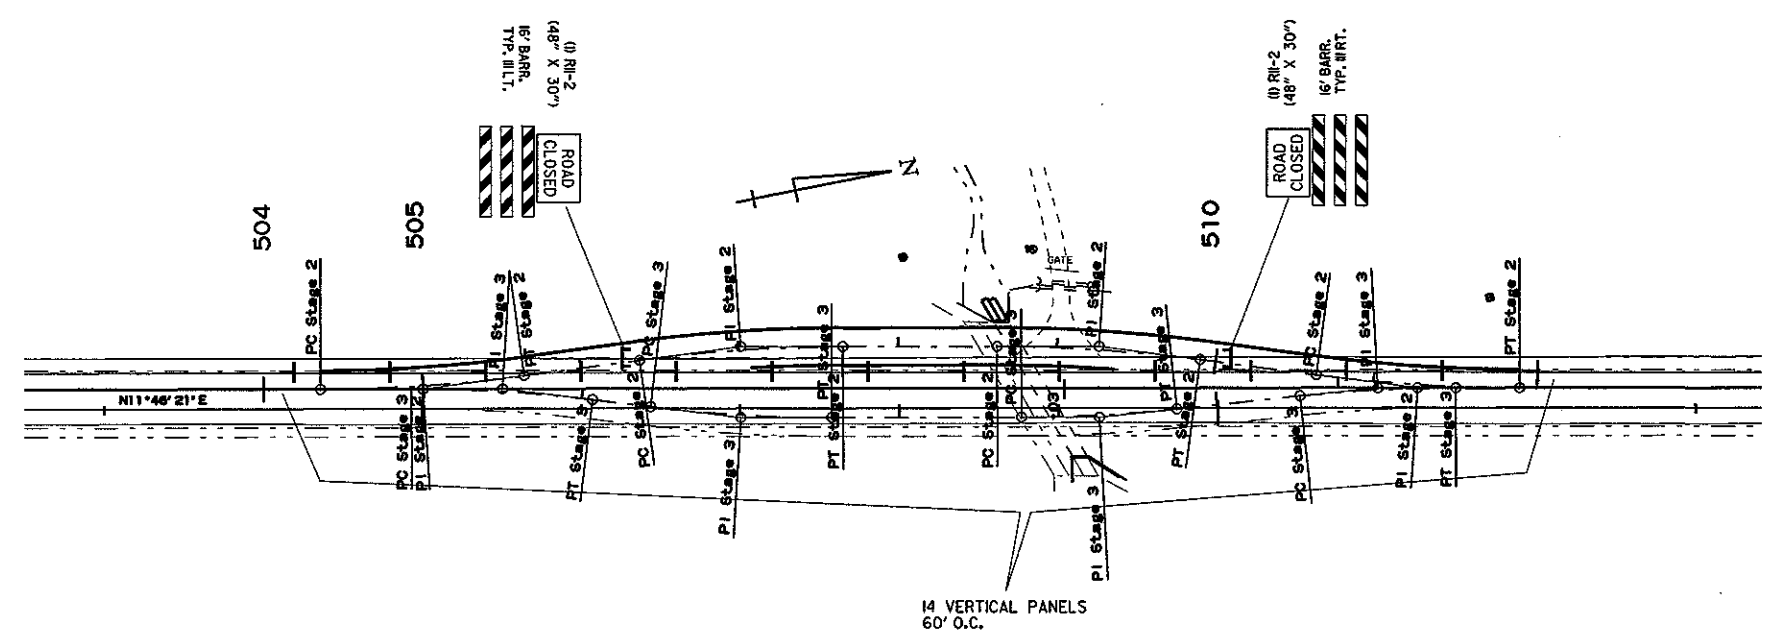 16' BARR.
TYP. III LT.
(1) R11-2
(48" X 30")
ROAD
CLOSED
(1) R11-2
(48" X 30")
16' BARR.
TYP. III RT.
ROAD
CLOSED
N
504
505
510
GATE
PC Stage 2
PI Stage 3
PT Stage 2
PC Stage 3
PI Stage 2
PT Stage 3
PC Stage 3
PI Stage 2
PT Stage 3
PC Stage 2
PI Stage 3
PT Stage 2
N11°46'21"E
PC Stage 3
PI Stage 2
PT Stage 3
PC Stage 2
PI Stage 3
PT Stage 2
PC Stage 2
PI Stage 3
PT Stage 2
PC Stage 3
PI Stage 2
PT Stage 3
14 VERTICAL PANELS
60' O.C.